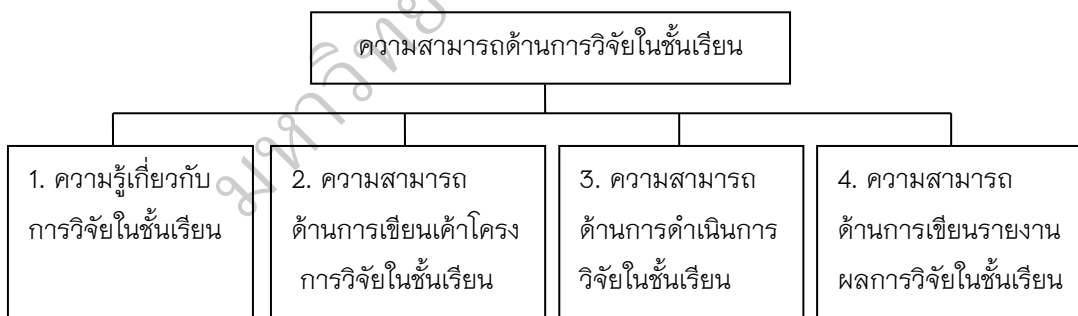 ความสามารถด้านการวิจัยในชั้นเรียน
1. ความรู้เกี่ยวกับ
การวิจัยในชั้นเรียน
2. ความสามารถ
ด้านการเขียนเค้าโครง
การวิจัยในชั้นเรียน
3. ความสามารถ
ด้านการดำเนินการ
วิจัยในชั้นเรียน
4. ความสามารถ
ด้านการเขียนรายงาน
ผลการวิจัยในชั้นเรียน